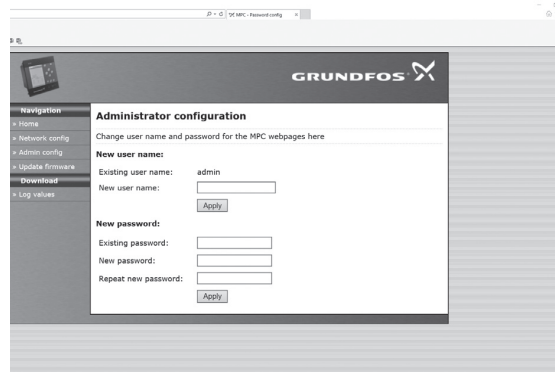 MPC - Password config
GRUNDFOS
Navigation
» Home
» Network config
» Admin config
» Update firmware
Download
» Log values
Administrator configuration
Change user name and password for the MPC webpages here
New user name:
Existing user name: admin
New user name:
Apply
New password:
Existing password:
New password:
Repeat new password:
Apply